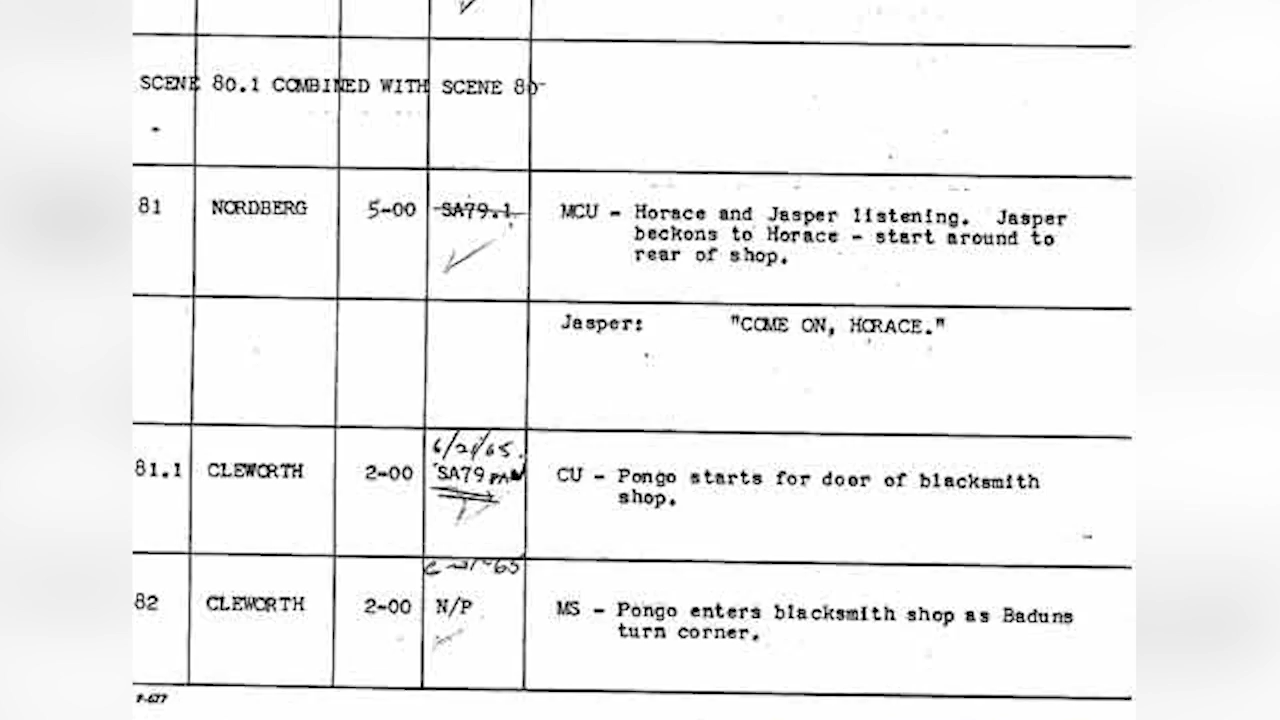 SCENE 80.1 COMBINED WITH SCENE 80
81 NORDBERG 5-00 SA79.1 MCU - Horace and Jasper listening. Jasper
beckons to Horace - start around to
rear of shop.
Jasper: "COME ON, HORACE."
6/21/65.
81.1 CLEWORTH 2-00 SA79 PAN CU - Pongo starts for door of blacksmith
shop.
82 CLEWORTH 2-00 N/P MS - Pongo enters blacksmith shop as Baduns
turn corner.
F-677